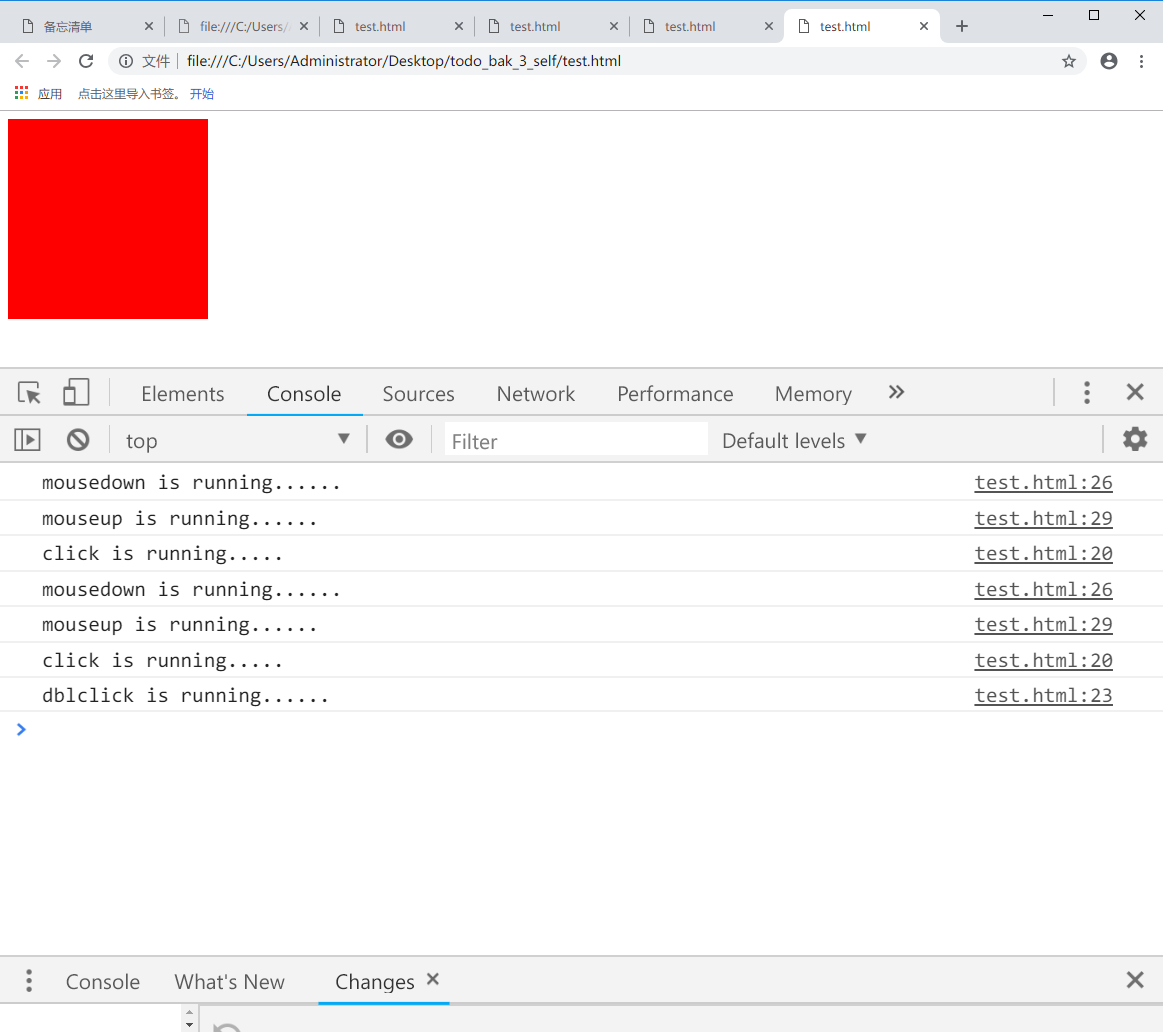 备忘清单
file:///C:/Users/
test.html
test.html
test.html
test.html
文件 file:///C:/Users/Administrator/Desktop/todo_bak_3_self/test.html
应用 点击这里导入书签。 开始
Elements Console Sources Network Performance Memory
top Filter Default levels
mousedown is running...... test.html:26
mouseup is running...... test.html:29
click is running..... test.html:20
mousedown is running...... test.html:26
mouseup is running...... test.html:29
click is running..... test.html:20
dblclick is running...... test.html:23
Console What's New Changes